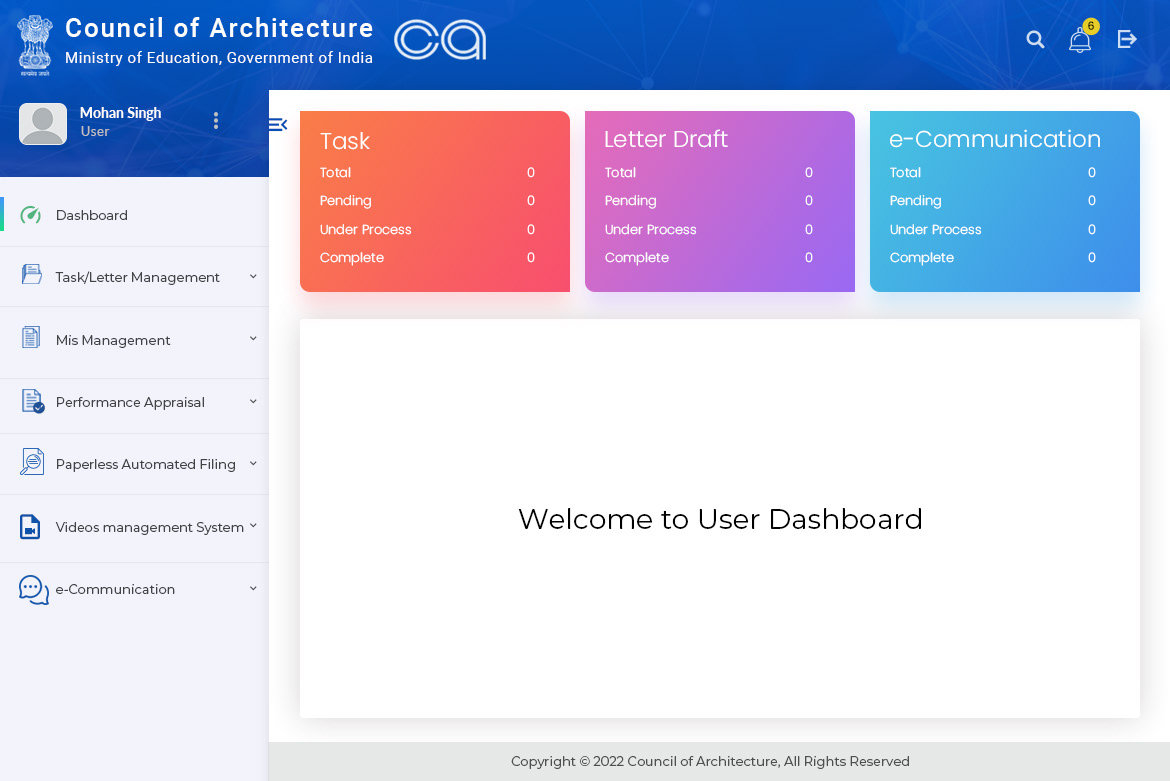 Council of Architecture
Ministry of Education, Government of India
ca
सत्यमेव जयते
6
Mohan Singh
User
Dashboard
Task/Letter Management
Mis Management
Performance Appraisal
Paperless Automated Filing
Videos management System
e-Communication
Task
Total 0
Pending 0
Under Process 0
Complete 0
Letter Draft
Total 0
Pending 0
Under Process 0
Complete 0
e-Communication
Total 0
Pending 0
Under Process 0
Complete 0
Welcome to User Dashboard
Copyright © 2022 Council of Architecture, All Rights Reserved